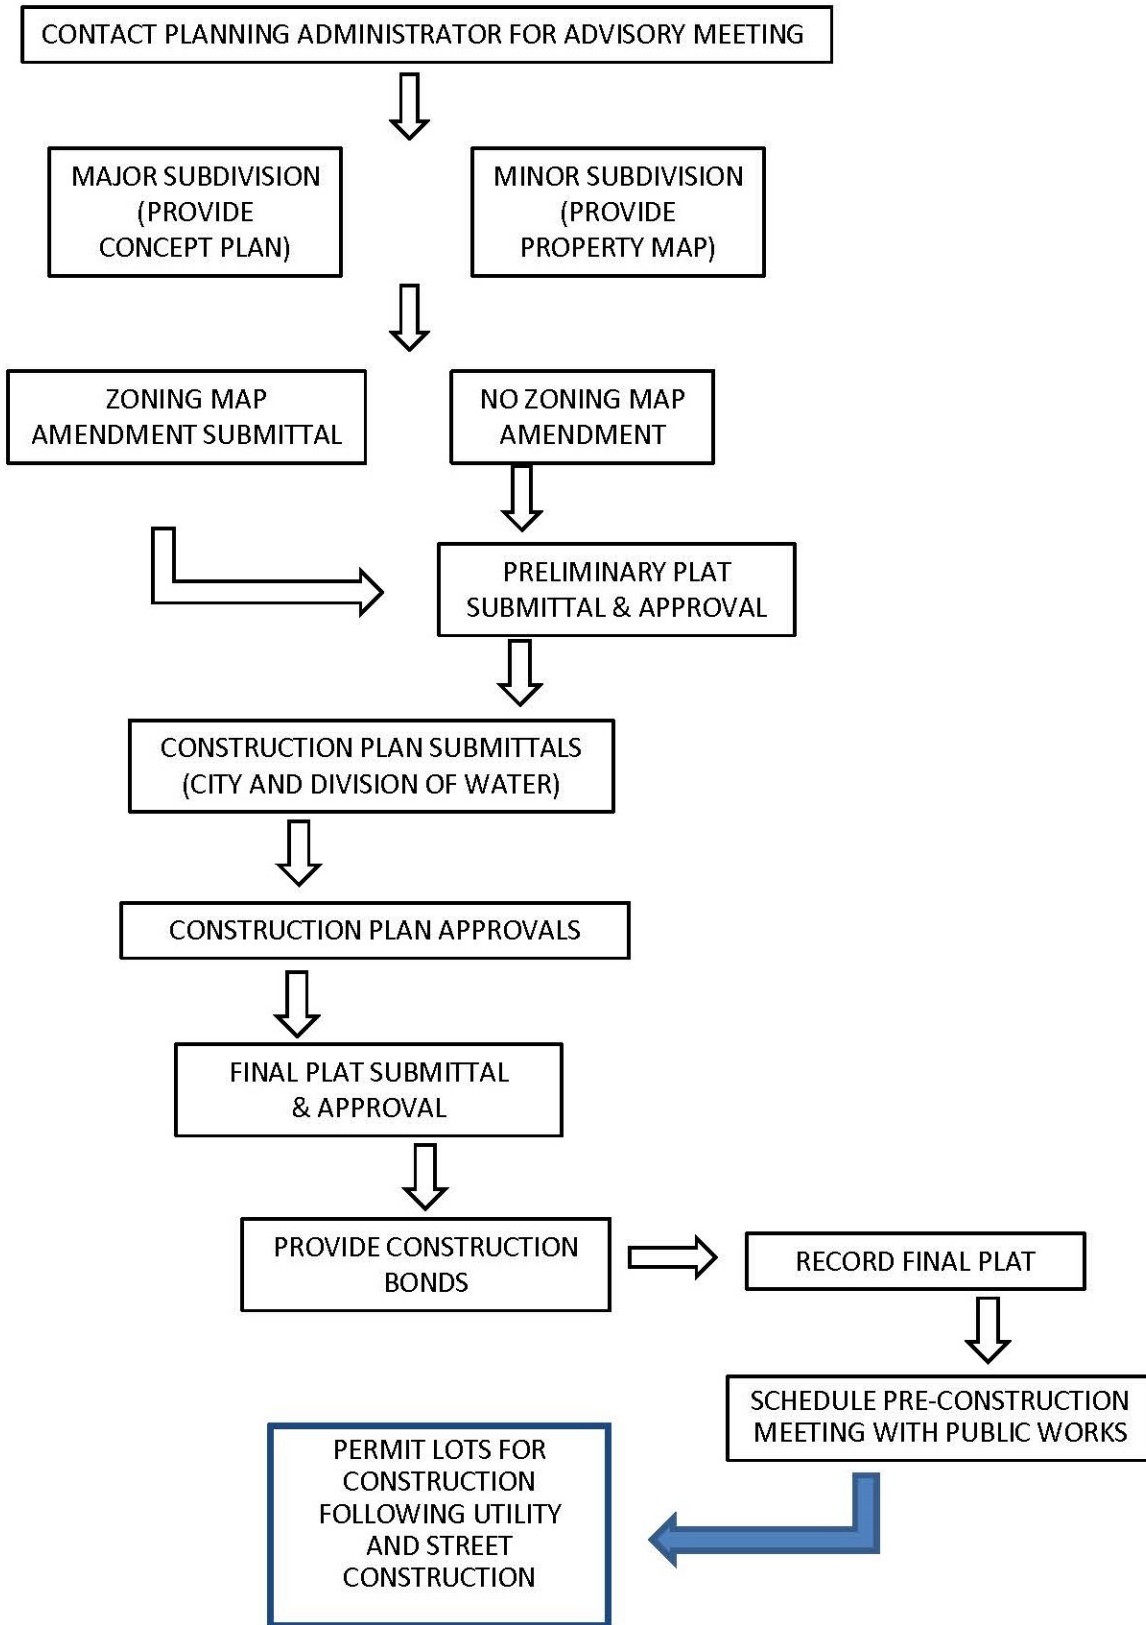 CONTACT PLANNING ADMINISTRATOR FOR ADVISORY MEETING
MAJOR SUBDIVISION
(PROVIDE
CONCEPT PLAN)
MINOR SUBDIVISION
(PROVIDE
PROPERTY MAP)
ZONING MAP
AMENDMENT SUBMITTAL
NO ZONING MAP
AMENDMENT
PRELIMINARY PLAT
SUBMITTAL & APPROVAL
CONSTRUCTION PLAN SUBMITTALS
(CITY AND DIVISION OF WATER)
CONSTRUCTION PLAN APPROVALS
FINAL PLAT SUBMITTAL
& APPROVAL
PROVIDE CONSTRUCTION
BONDS
RECORD FINAL PLAT
SCHEDULE PRE-CONSTRUCTION
MEETING WITH PUBLIC WORKS
PERMIT LOTS FOR
CONSTRUCTION
FOLLOWING UTILITY
AND STREET
CONSTRUCTION